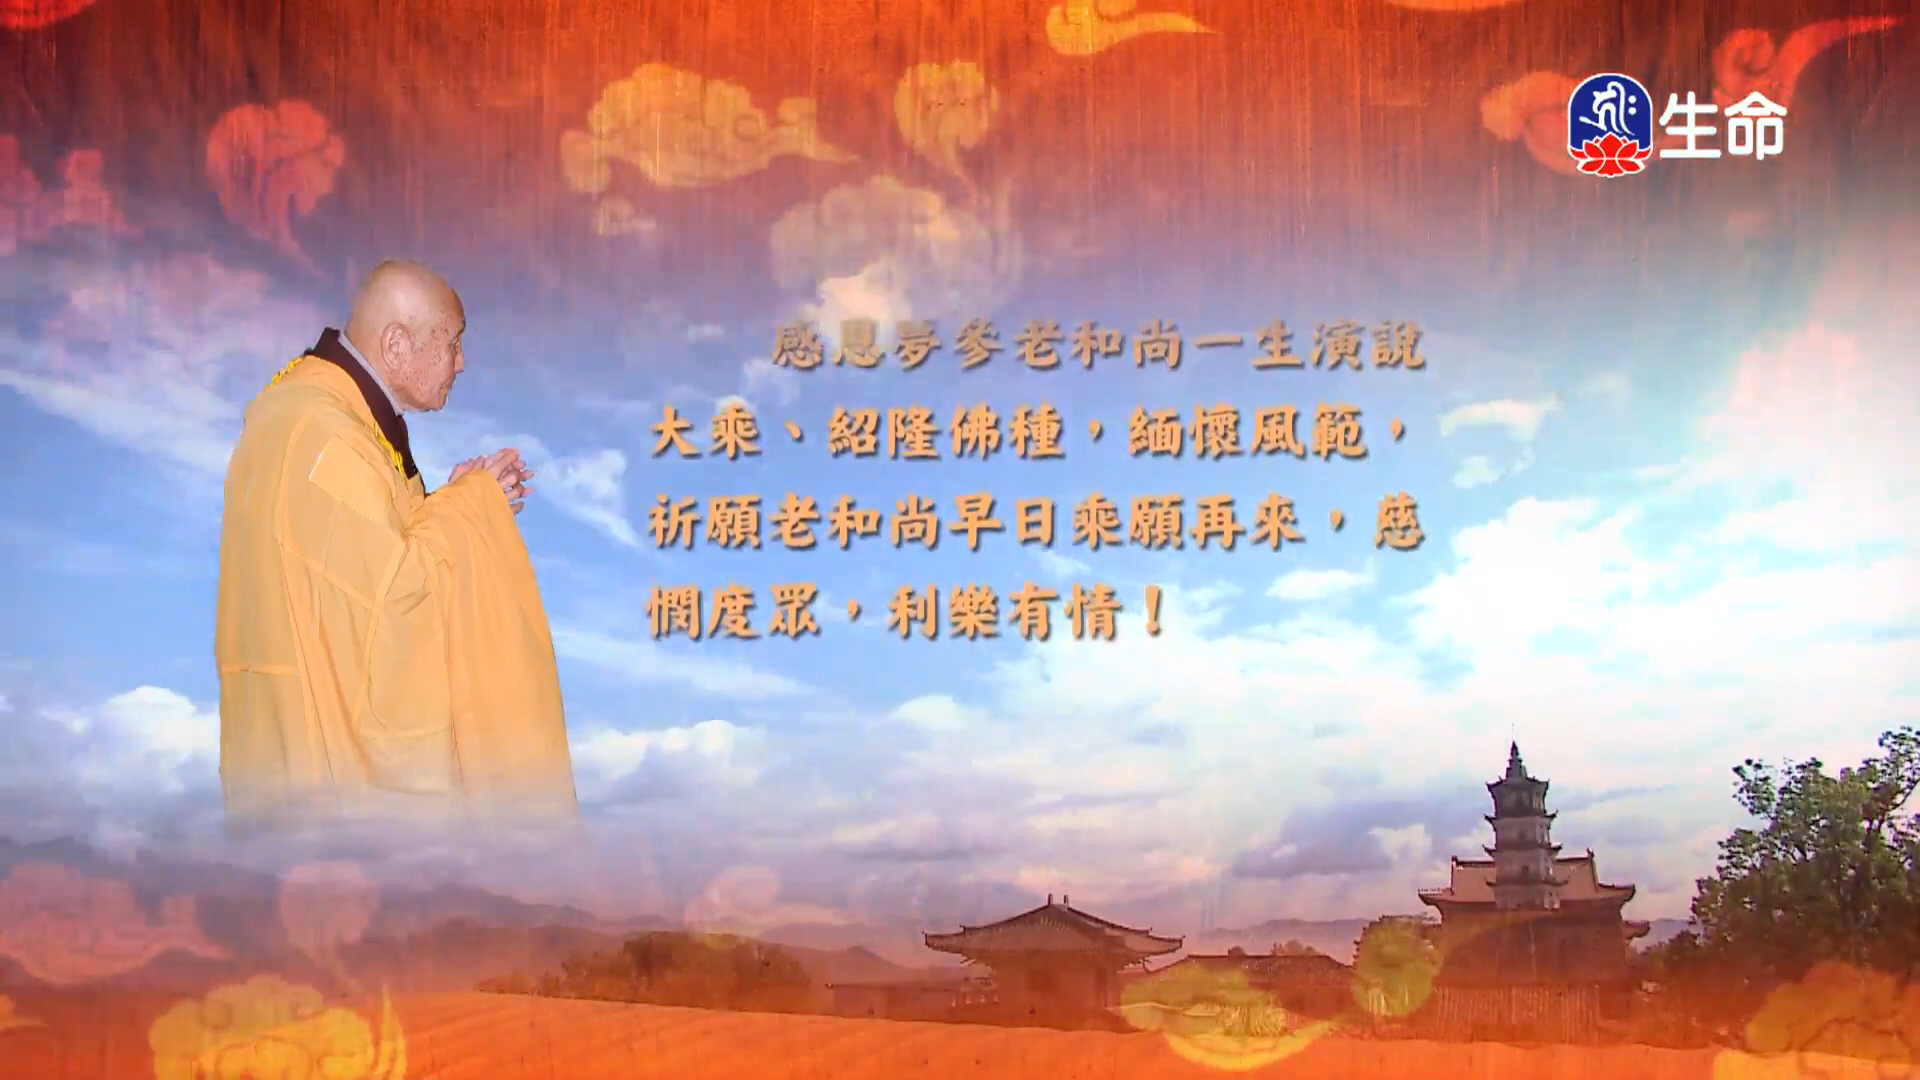 生命
感恩夢參老和尚一生演說
大乘、紹隆佛種，緬懷風範，
祈願老和尚早日乘願再來，慈
憫度眾，利樂有情！